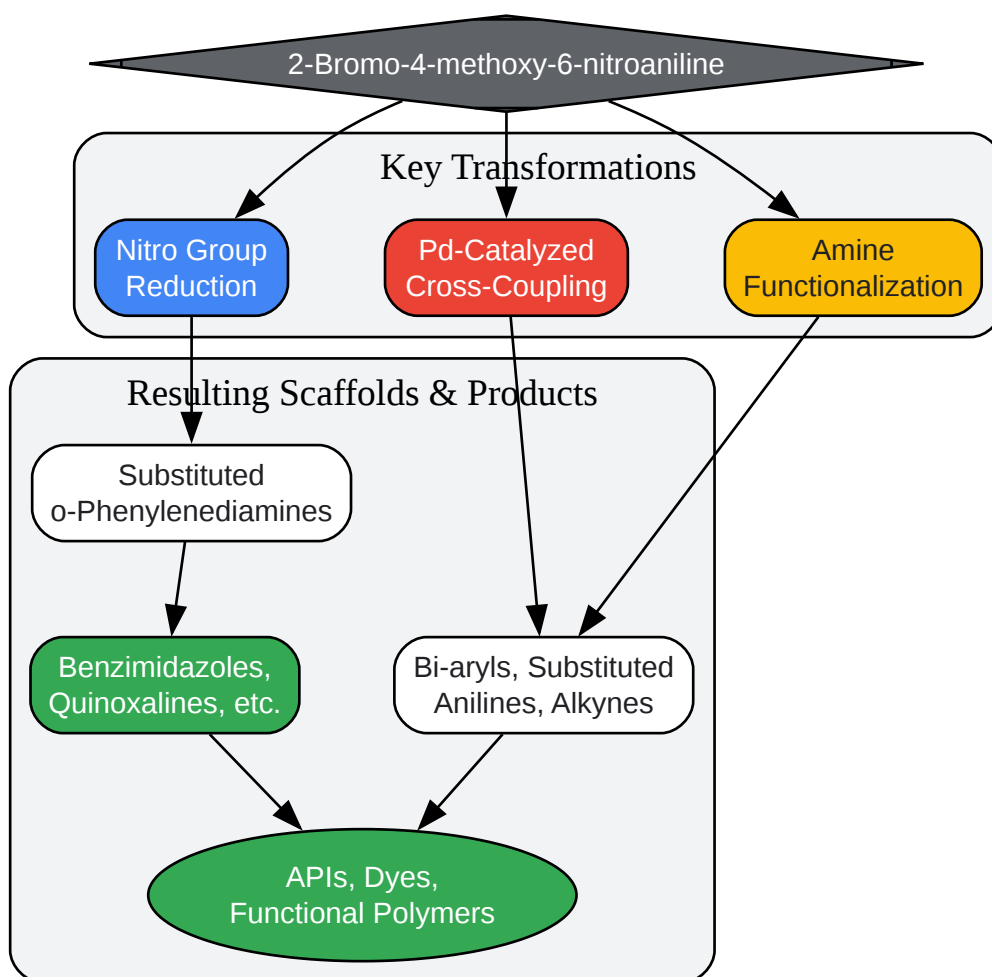 2-Bromo-4-methoxy-6-nitroaniline
Key Transformations
Nitro Group
Reduction
Pd-Catalyzed
Cross-Coupling
Amine
Functionalization
Resulting Scaffolds & Products
Substituted
o-Phenylenediamines
Benzimidazoles,
Quinoxalines, etc.
Bi-aryls, Substituted
Anilines, Alkynes
APIs, Dyes,
Functional Polymers